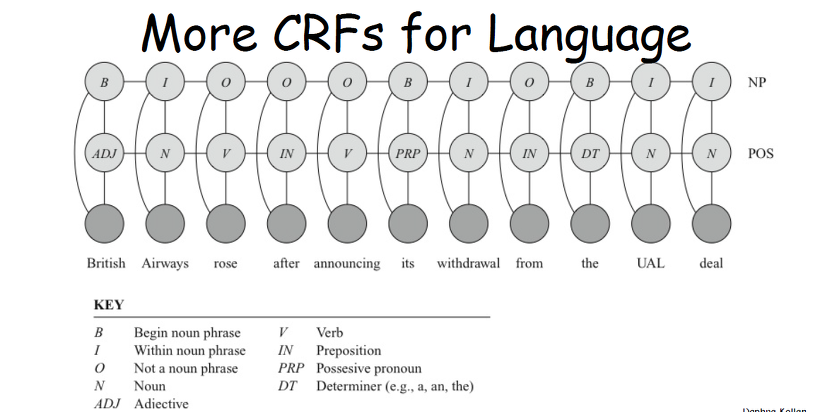 More CRFs for Language
B I O O O B I O B I I NP
ADJ N V IN V PRP N IN DT N N POS
British Airways rose after announcing its withdrawal from the UAL deal
KEY
B Begin noun phrase V Verb
I Within noun phrase IN Preposition
O Not a noun phrase PRP Possesive pronoun
N Noun DT Determiner (e.g., a, an, the)
ADJ Adjective